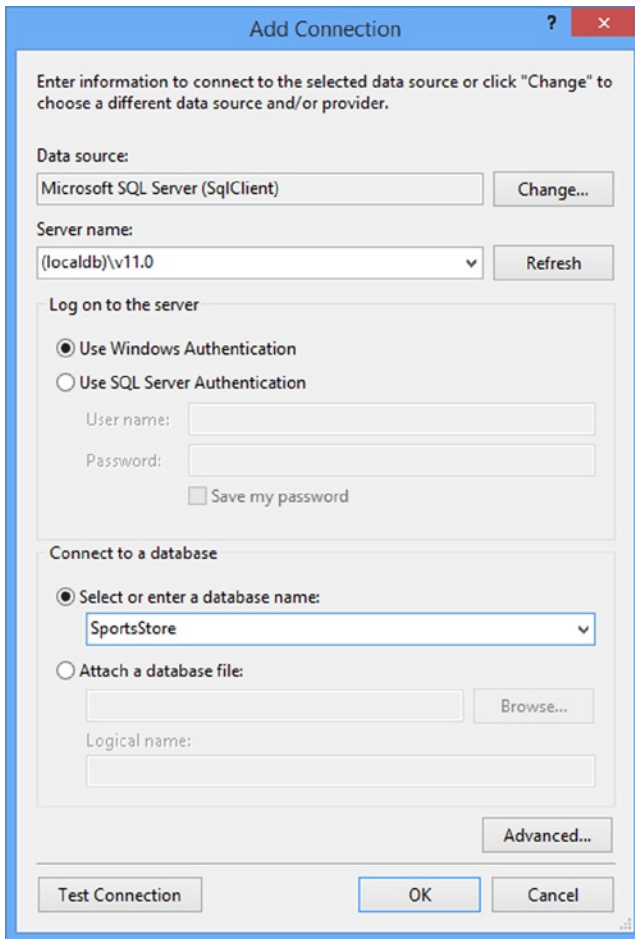 Add Connection
?
Enter information to connect to the selected data source or click "Change" to
choose a different data source and/or provider.
Data source:
Microsoft SQL Server (SqlClient)
Change...
Server name:
(localdb)\v11.0
Refresh
Log on to the server
Use Windows Authentication
Use SQL Server Authentication
User name:
Password:
Save my password
Connect to a database
Select or enter a database name:
SportsStore
Attach a database file:
Browse...
Logical name:
Advanced...
Test Connection
OK
Cancel